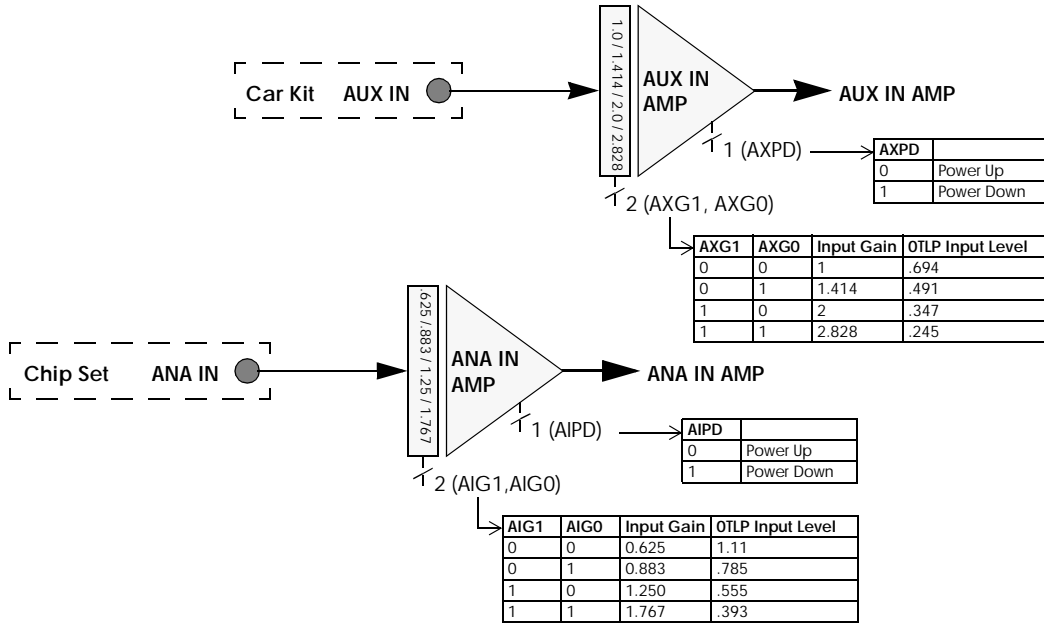 1.0 / 1.414 / 2.0 / 2.828
AUX IN
AMP
Car Kit AUX IN
AUX IN AMP
1 (AXPD)
AXPD
0 Power Up
1 Power Down
2 (AXG1, AXG0)
AXG1 AXG0 Input Gain 0TLP Input Level
0 0 1 .694
0 1 1.414 .491
1 0 2 .347
1 1 2.828 .245
.625 /.883 / 1.25 / 1.767
ANA IN
AMP
Chip Set ANA IN
ANA IN AMP
1 (AIPD)
AIPD
0 Power Up
1 Power Down
2 (AIG1,AIG0)
AIG1 AIG0 Input Gain 0TLP Input Level
0 0 0.625 1.11
0 1 0.883 .785
1 0 1.250 .555
1 1 1.767 .393